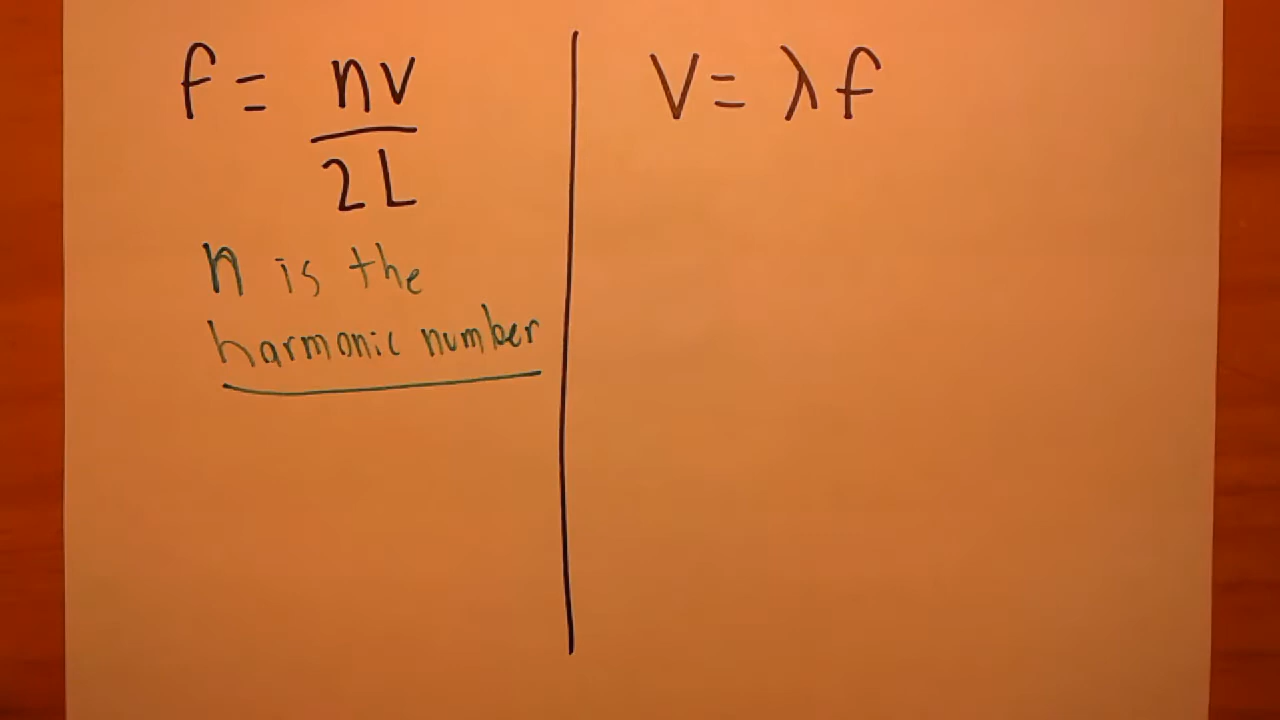 f = nv
2L
n is the
harmonic number
V = λf